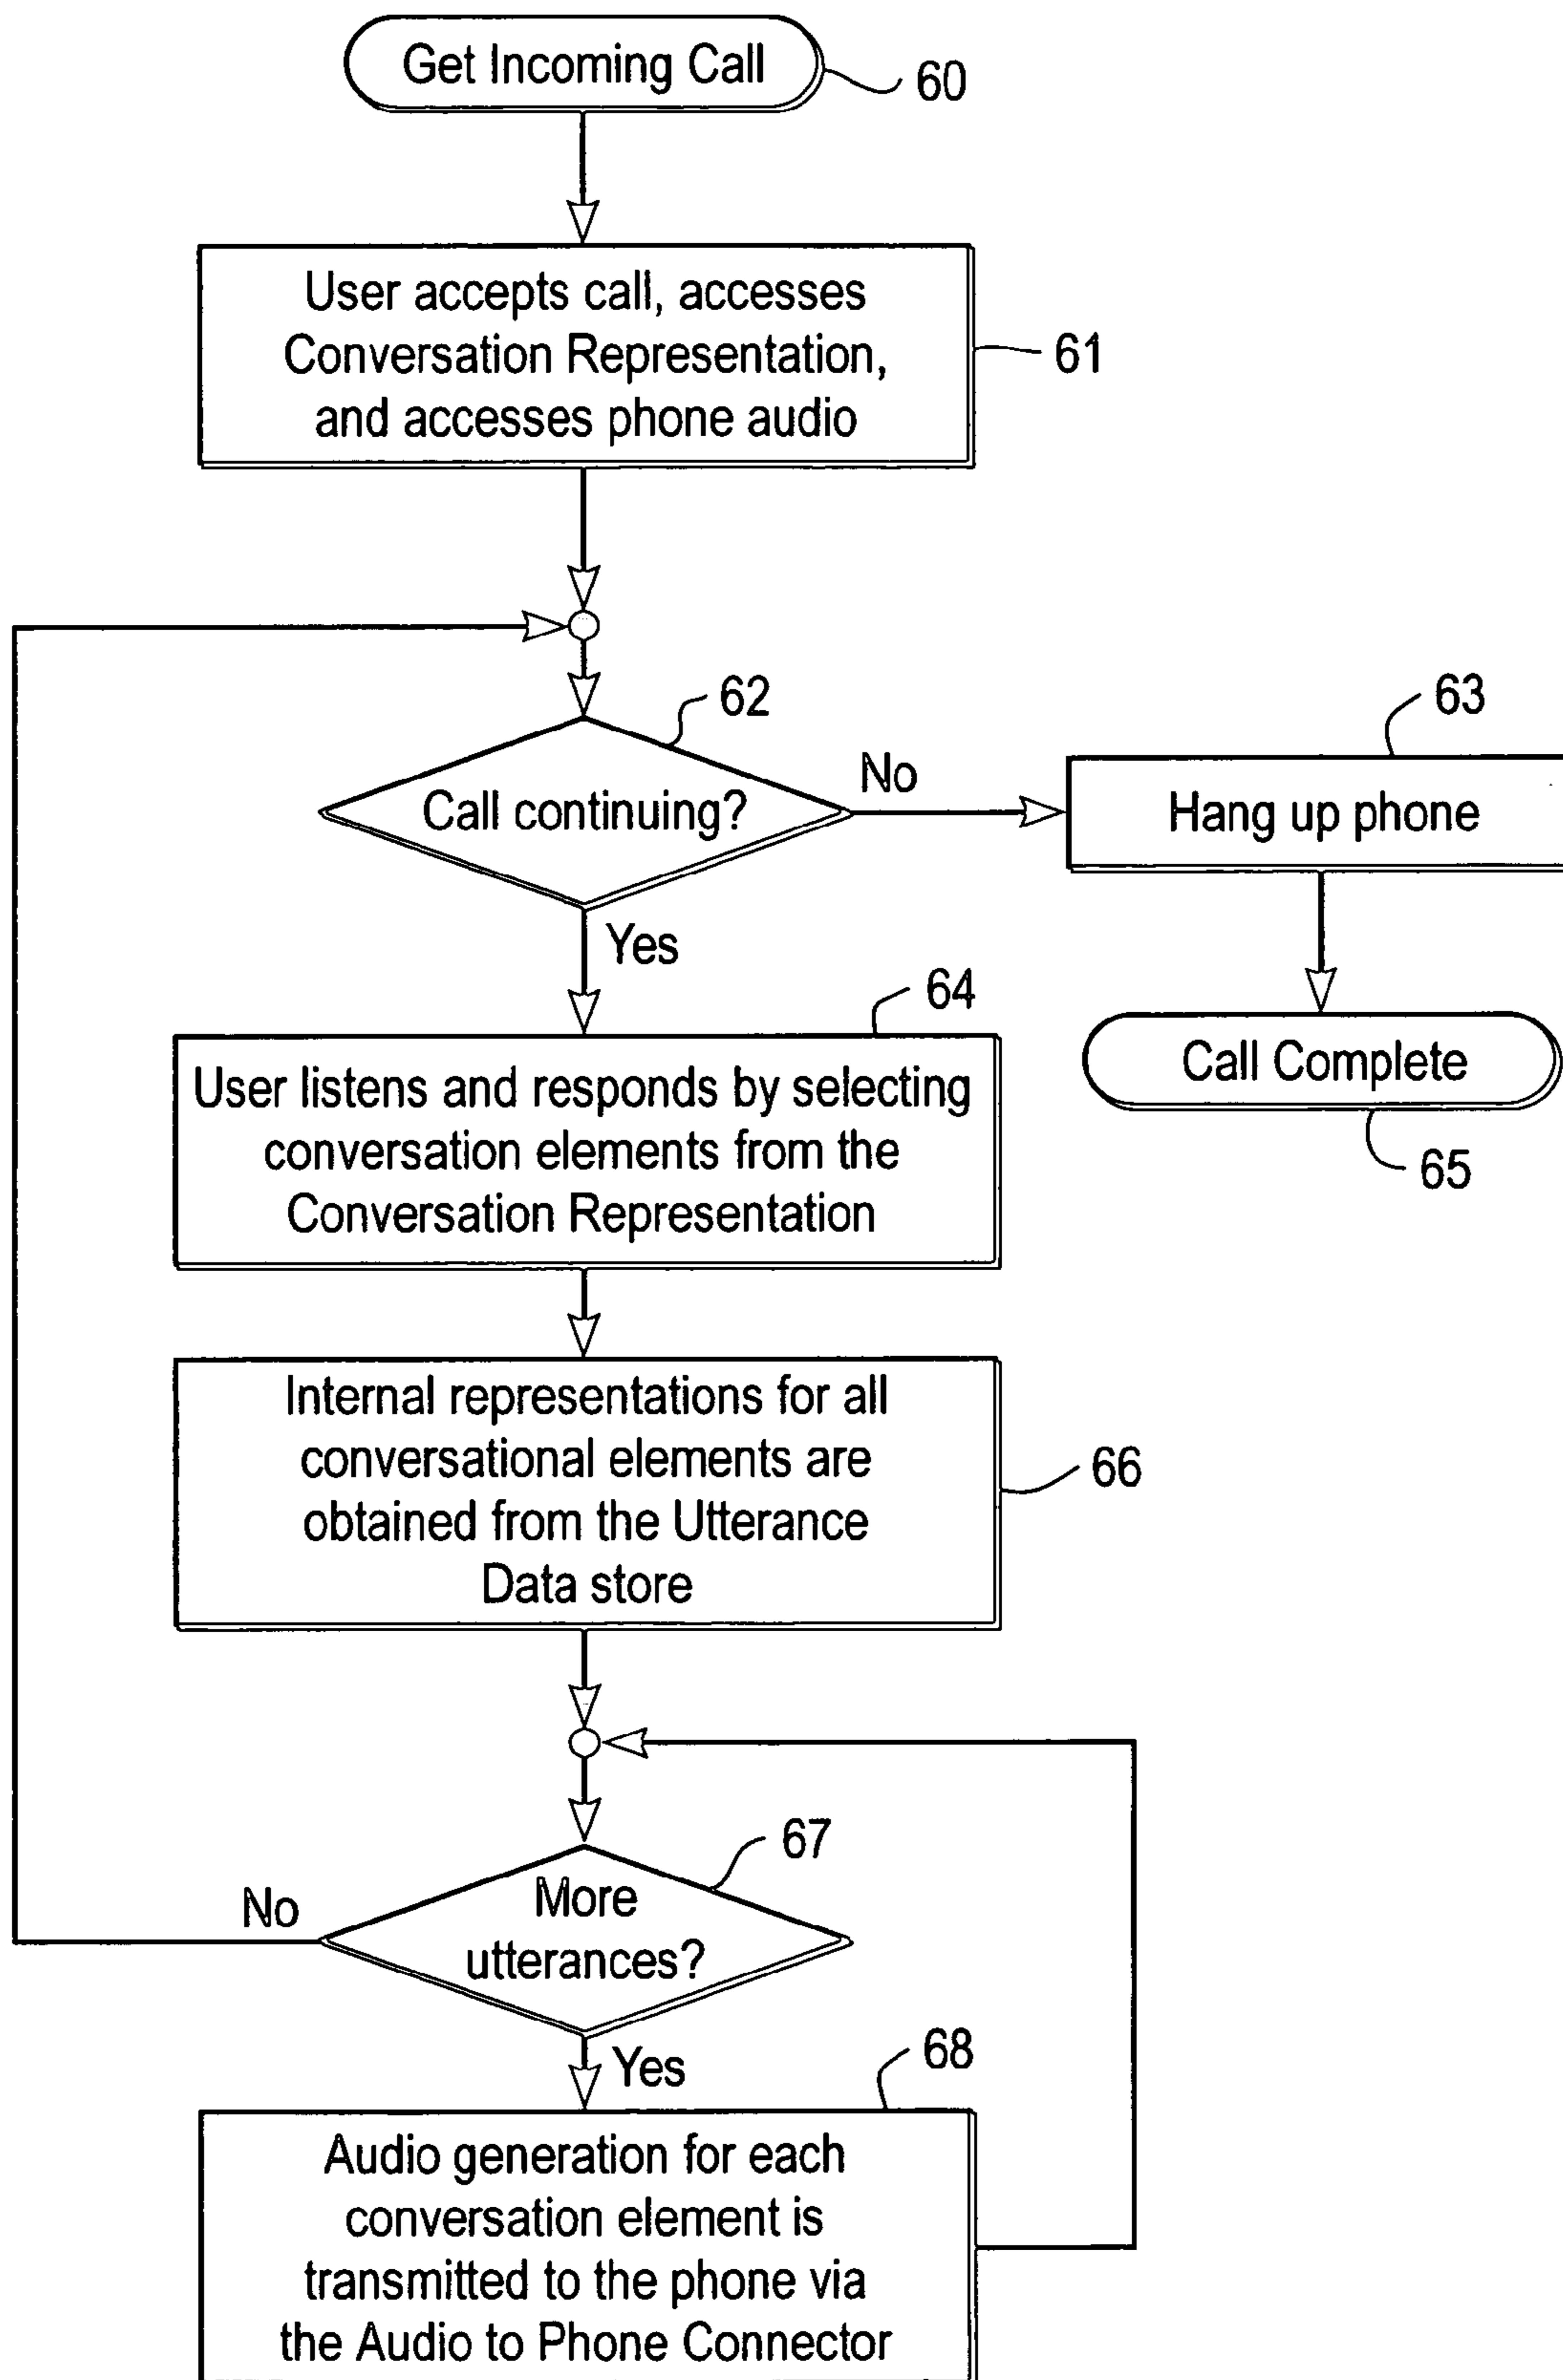 Get Incoming Call
60
User accepts call, accesses
Conversation Representation,
and accesses phone audio
61
62
Call continuing?
No
63
Hang up phone
Yes
64
User listens and responds by selecting
conversation elements from the
Conversation Representation
Call Complete
65
Internal representations for all
conversational elements are
obtained from the Utterance
Data store
66
67
More
utterances?
No
Yes
68
Audio generation for each
conversation element is
transmitted to the phone via
the Audio to Phone Connector